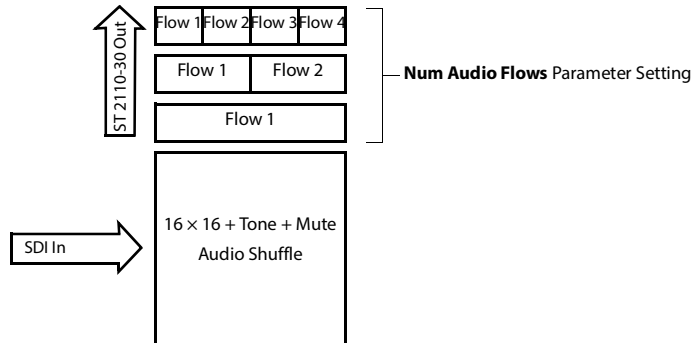 ST 2110-30 Out
Flow 1 Flow 2 Flow 3 Flow 4
Flow 1 Flow 2
Num Audio Flows Parameter Setting
Flow 1
16 × 16 + Tone + Mute
Audio Shuffle
SDI In